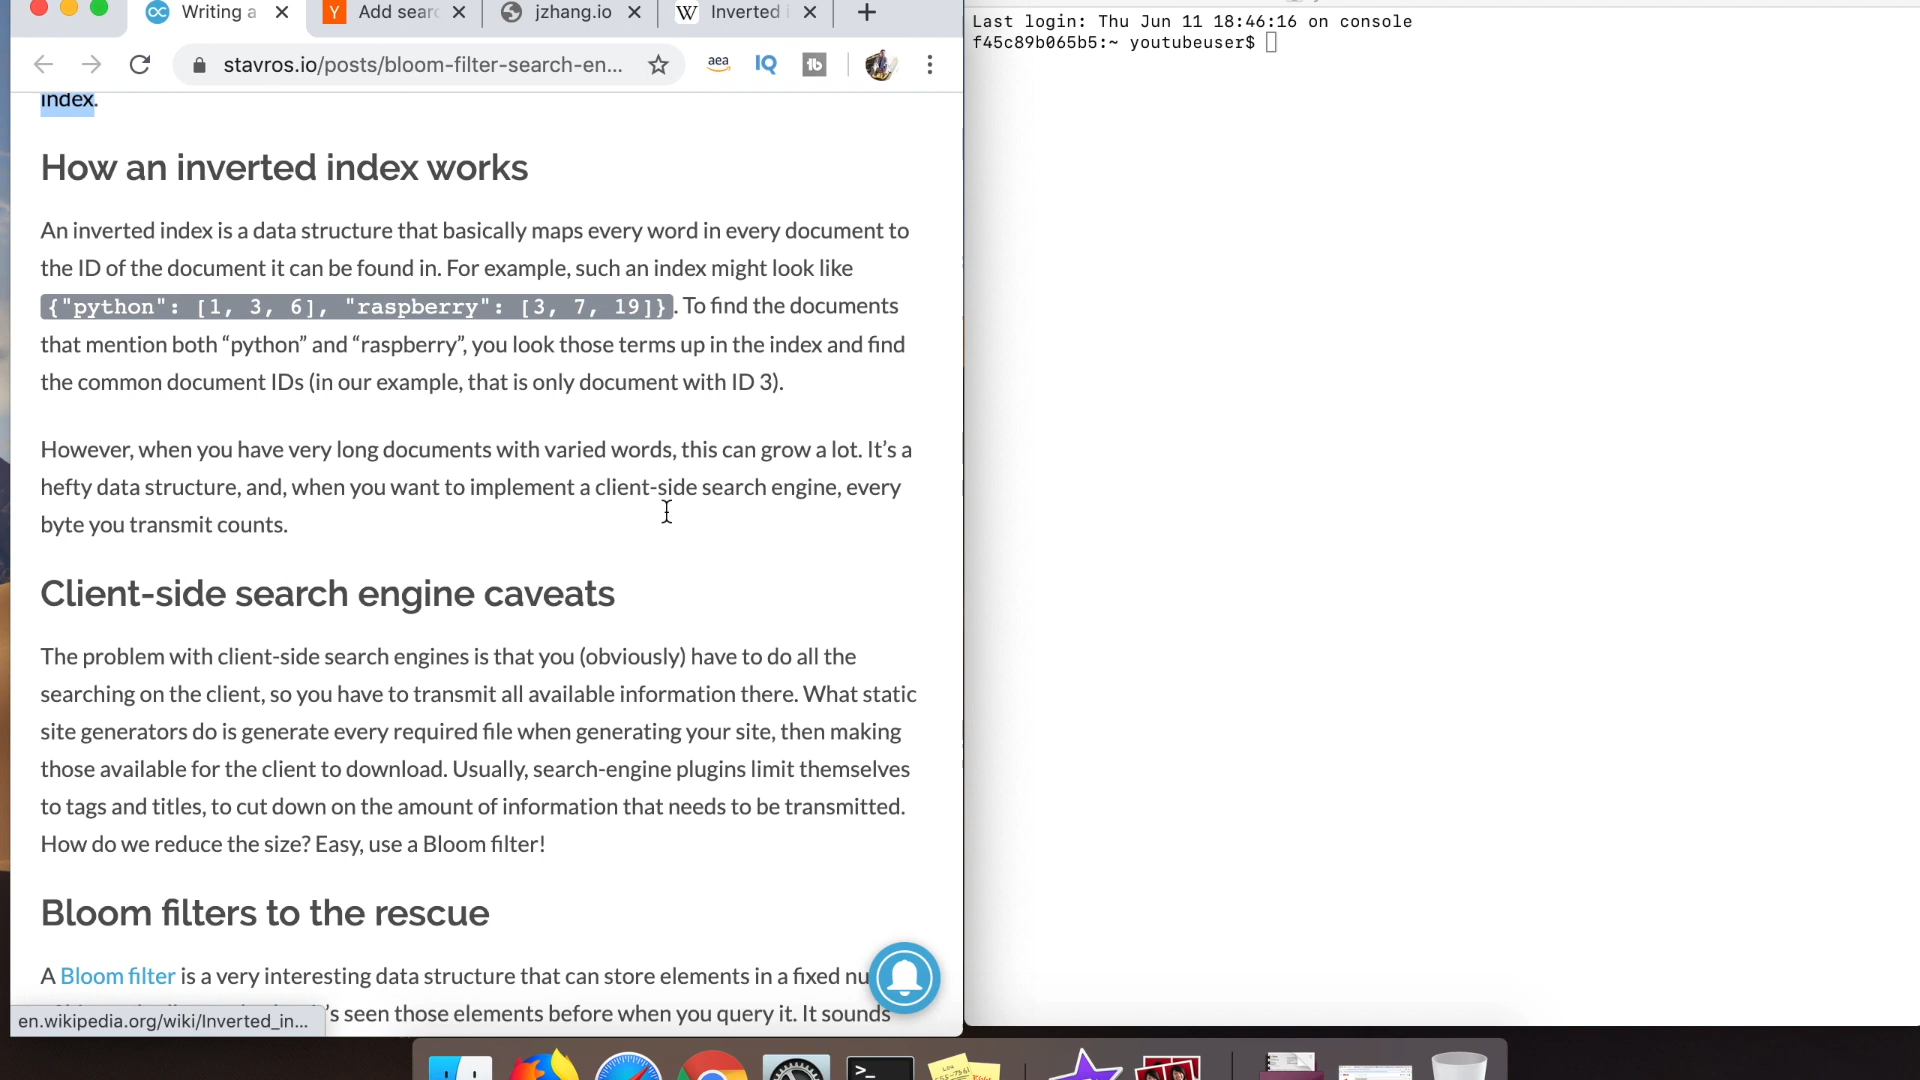 Writing a
Add sear
jzhang.io
Inverted i
stavros.io/posts/bloom-filter-search-en...
aea
IQ
index.
How an inverted index works
An inverted index is a data structure that basically maps every word in every document to
the ID of the document it can be found in. For example, such an index might look like
{"python": [1, 3, 6], "raspberry": [3, 7, 19]}. To find the documents
that mention both “python” and “raspberry”, you look those terms up in the index and find
the common document IDs (in our example, that is only document with ID 3).
However, when you have very long documents with varied words, this can grow a lot. It’s a
hefty data structure, and, when you want to implement a client-side search engine, every
byte you transmit counts.
Client-side search engine caveats
The problem with client-side search engines is that you (obviously) have to do all the
searching on the client, so you have to transmit all available information there. What static
site generators do is generate every required file when generating your site, then making
those available for the client to download. Usually, search-engine plugins limit themselves
to tags and titles, to cut down on the amount of information that needs to be transmitted.
How do we reduce the size? Easy, use a Bloom filter!
Bloom filters to the rescue
A Bloom filter is a very interesting data structure that can store elements in a fixed nu
's seen those elements before when you query it. It sounds
en.wikipedia.org/wiki/Inverted_in...
Last login: Thu Jun 11 18:46:16 on console
f45c89b065b5:~ youtubeuser$